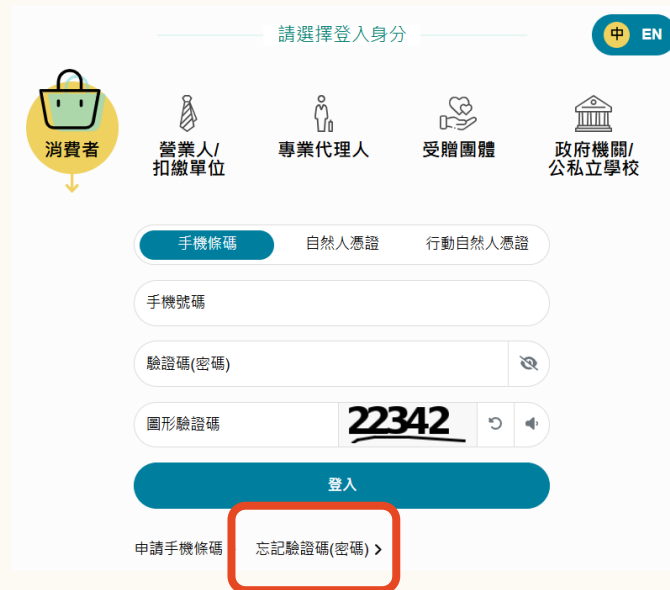 請選擇登入身分
中 EN
消費者
營業人/
扣繳單位
專業代理人
受贈團體
政府機關/
公私立學校
手機條碼 自然人憑證 行動自然人憑證
手機號碼
驗證碼(密碼)
圖形驗證碼 22342
登入
申請手機條碼 忘記驗證碼(密碼)